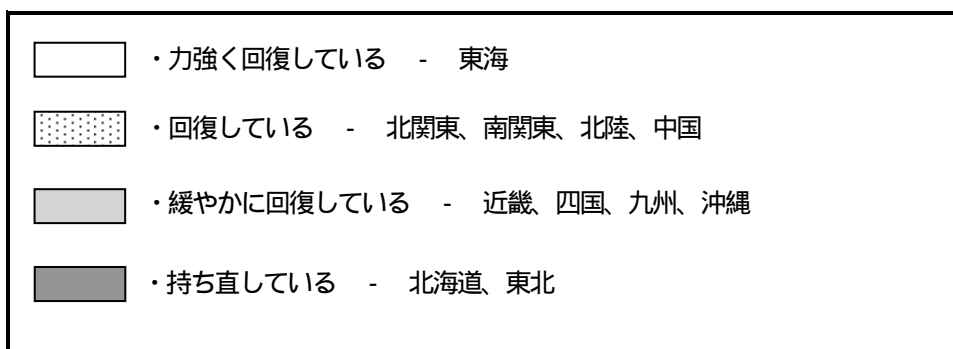 ・力強く回復している　-　東海
・回復している　-　北関東、南関東、北陸、中国
・緩やかに回復している　-　近畿、四国、九州、沖縄
・持ち直している　-　北海道、東北